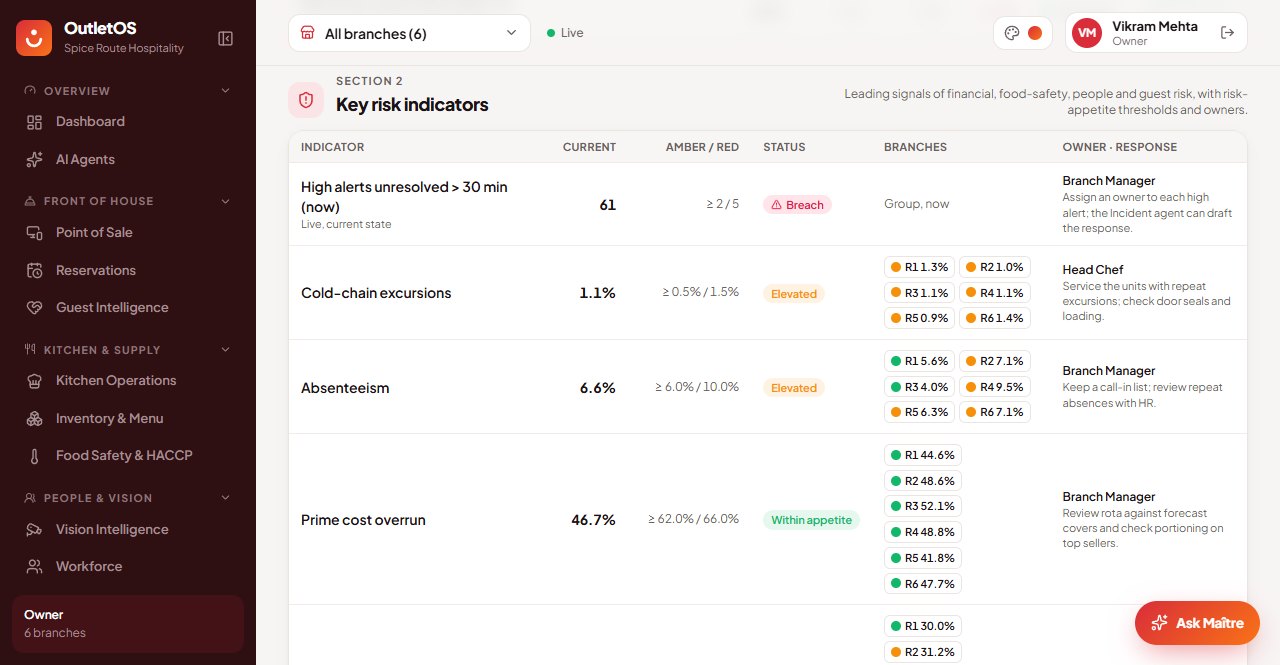 OutletOS
Spice Route Hospitality
OVERVIEW
Dashboard
AI Agents
FRONT OF HOUSE
Point of Sale
Reservations
Guest Intelligence
KITCHEN & SUPPLY
Kitchen Operations
Inventory & Menu
Food Safety & HACCP
PEOPLE & VISION
Vision Intelligence
Workforce
Owner
6 branches
All branches (6)
Live
VM
Vikram Mehta
Owner
SECTION 2
Key risk indicators
Leading signals of financial, food-safety, people and guest risk, with risk-
appetite thresholds and owners.
INDICATOR CURRENT AMBER / RED STATUS BRANCHES OWNER · RESPONSE
High alerts unresolved > 30 min
(now)
Live, current state
61
≥ 2 / 5
Breach
Group, now
Branch Manager
Assign an owner to each high
alert; the Incident agent can draft
the response.
Cold-chain excursions
1.1%
≥ 0.5% / 1.5%
Elevated
R1 1.3% R2 1.0%
R3 1.1% R4 1.1%
R5 0.9% R6 1.4%
Head Chef
Service the units with repeat
excursions; check door seals and
loading.
Absenteeism
6.6%
≥ 6.0% / 10.0%
Elevated
R1 5.6% R2 7.1%
R3 4.0% R4 9.5%
R5 6.3% R6 7.1%
Branch Manager
Keep a call-in list; review repeat
absences with HR.
Prime cost overrun
46.7%
≥ 62.0% / 66.0%
Within appetite
R1 44.6%
R2 48.6%
R3 52.1%
R4 48.8%
R5 41.8%
R6 47.7%
Branch Manager
Review rota against forecast
covers and check portioning on
top sellers.
R1 30.0%
R2 31.2%
Ask Maître